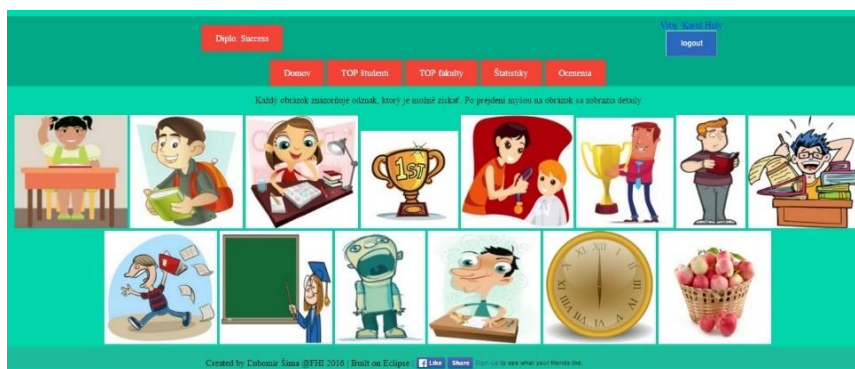 Diplo: Success
Vitaj, Karol Holý
logout
Domov
TOP študenti
TOP fakulty
Štatistiky
Ocenenia
Každý obrázok znázorňuje odznak, ktorý je možné získať. Po prejdení myšou na obrázok sa zobrazia detaily.
1ST
XII
Created by Ľubomír Šima @FHI 2016 | Built on Eclipse |
Like
Share
Sign Up to see what your friends like.